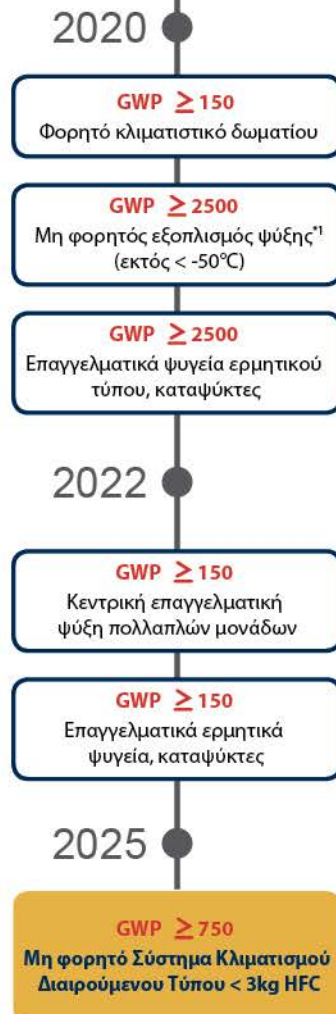 2020
GWP ≥ 150
Φορητό κλιματιστικό δωματίου
GWP ≥ 2500
Μη φορητός εξοπλισμός ψύξης*¹
(εκτός < -50°C)
GWP ≥ 2500
Επαγγελματικά ψυγεία ερμητικού
τύπου, καταψύκτες
2022
GWP ≥ 150
Κεντρική επαγγελματική
ψύξη πολλαπλών μονάδων
GWP ≥ 150
Επαγγελματικά ερμητικά
ψυγεία, καταψύκτες
2025
GWP ≥ 750
Μη φορητό Σύστημα Κλιματισμού
Διαιρούμενου Τύπου < 3kg HFC